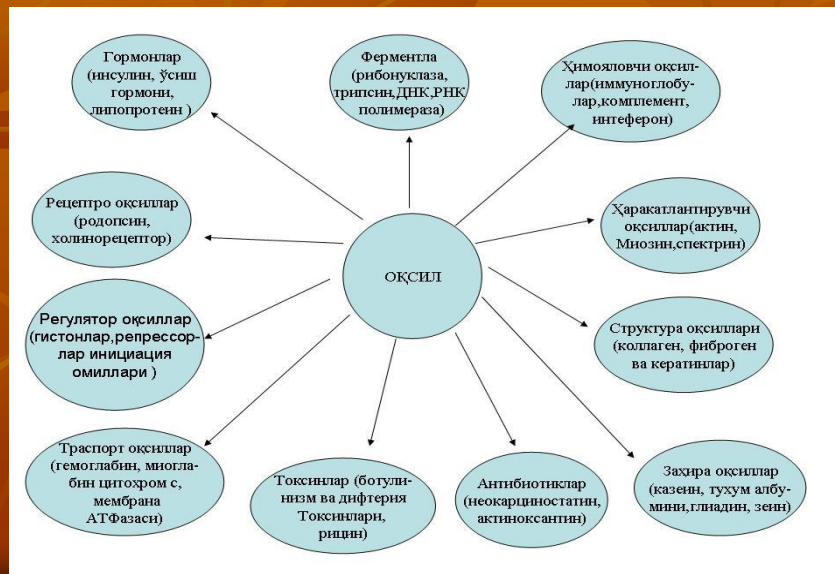 Гормонлар
(инсулин, ўсиш
гормони,
липопротеин )
Ферментла
(рибонуклаза,
трипсин,ДНК,РНК
полимераза)
Ҳимояловчи оқсил-
лар(иммуноглобу-
лар,комплемент,
интеферон)
Рецептро оқсиллар
(родопсин,
холинорецептор)
Ҳаракатлантирувчи
оқсиллар(актин,
Миозин,спектрин)
ОҚСИЛ
Регулятор оқсиллар
(гистонлар,репрессор-
лар инициация
омиллари )
Структура оқсиллари
(коллаген, фиброген
ва кератинлар)
Траспорт оқсиллар
(гемоглабин, миогла-
бин цитохром с,
мембрана
АТФазаси)
Токсинлар (ботули-
низм ва дифтерия
Токсинлари,
рицин)
Антибиотиклар
(неокарциностатин,
актиноксантин)
Заҳира оқсиллар
(казеин, тухум албу-
мини,глиадин, зеин)